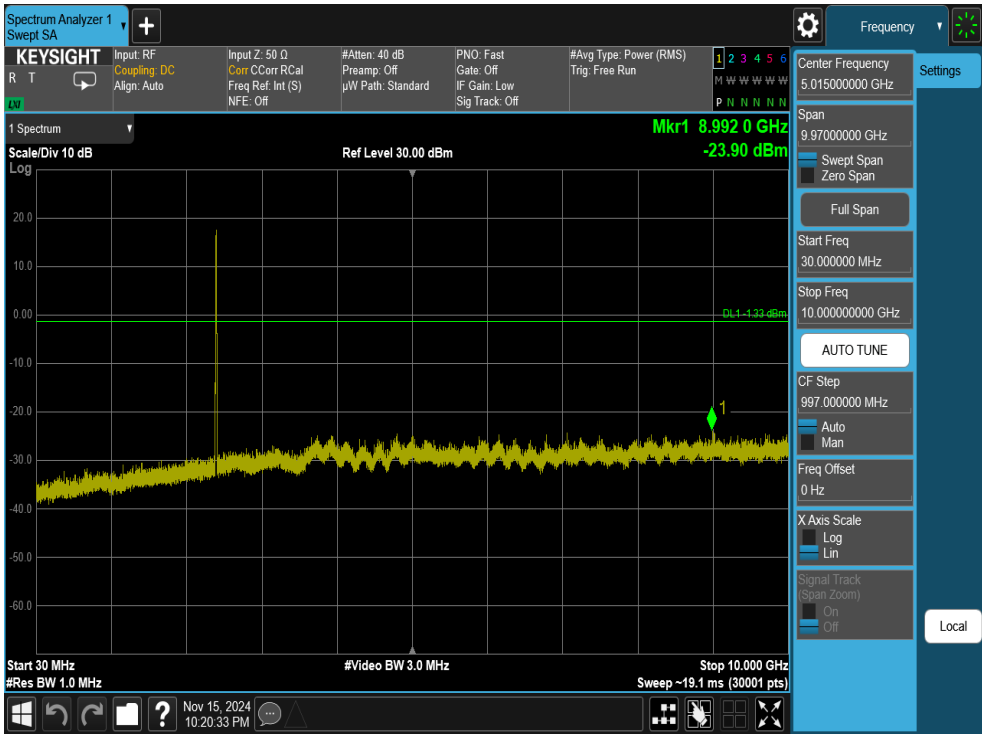 Spectrum Analyzer 1
Swept SA
+
Frequency
KEYSIGHT
R T
LXI
Input: RF
Coupling: DC
Align: Auto
Input Z: 50 Ω
Corr CCorr RCal
Freq Ref: Int (S)
NFE: Off
#Atten: 40 dB
Preamp: Off
µW Path: Standard
PNO: Fast
Gate: Off
IF Gain: Low
Sig Track: Off
#Avg Type: Power (RMS)
Trig: Free Run
1 2 3 4 5 6
M W W W W W
P N N N N N
1 Spectrum
Scale/Div 10 dB
Log
Ref Level 30.00 dBm
Mkr1 8.992 0 GHz
-23.90 dBm
20.0
10.0
0.00
-10.0
-20.0
-30.0
-40.0
-50.0
-60.0
DL1 -1.33 dBm
1
Start 30 MHz
#Res BW 1.0 MHz
#Video BW 3.0 MHz
Stop 10.000 GHz
Sweep ~19.1 ms (30001 pts)
Center Frequency
5.015000000 GHz
Span
9.97000000 GHz
Swept Span
Zero Span
Full Span
Start Freq
30.000000 MHz
Stop Freq
10.000000000 GHz
AUTO TUNE
CF Step
997.000000 MHz
Auto
Man
Freq Offset
0 Hz
X Axis Scale
Log
Lin
Signal Track
(Span Zoom)
On
Off
Settings
Local
?
Nov 15, 2024
10:20:33 PM